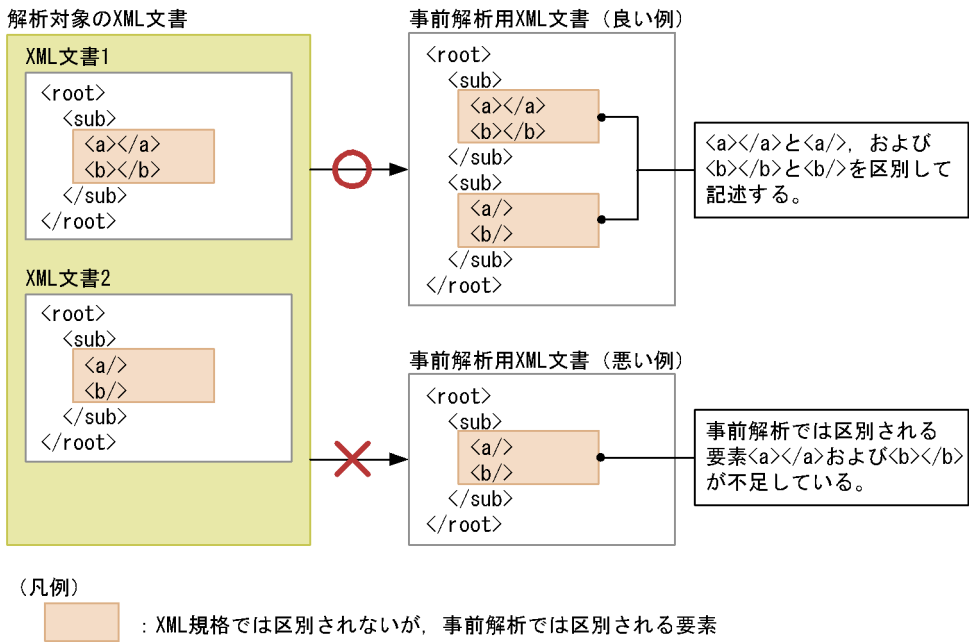 解析対象のXML文書
XML文書1
<root>
<sub>
<a></a>
<b></b>
</sub>
</root>
XML文書2
<root>
<sub>
<a/>
<b/>
</sub>
</root>
事前解析用XML文書（良い例）
<root>
<sub>
<a></a>
<b></b>
</sub>
<sub>
<a/>
<b/>
</sub>
</root>
<a></a>と<a/>，および
<b></b>と<b/>を区別して
記述する。
事前解析用XML文書（悪い例）
<root>
<sub>
<a/>
<b/>
</sub>
</root>
事前解析では区別される
要素<a></a>および<b></b>
が不足している。
（凡例）
：XML規格では区別されないが，事前解析では区別される要素